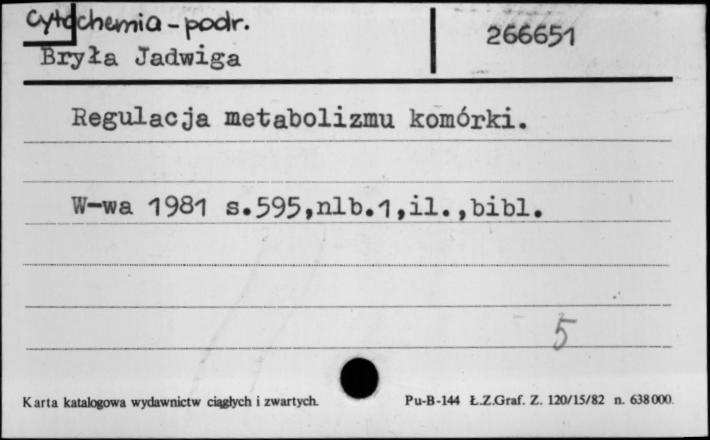 Cytochemia - podr.
266651
Bryła Jadwiga
Regulacja metabolizmu komórki.
W-wa 1981 s.595,nlb.1,il.,bibl.
5
Karta katalogowa wydawnictw ciągłych i zwartych.
Pu-B-144 Ł.Z.Graf. Z. 120/15/82 n. 638000.